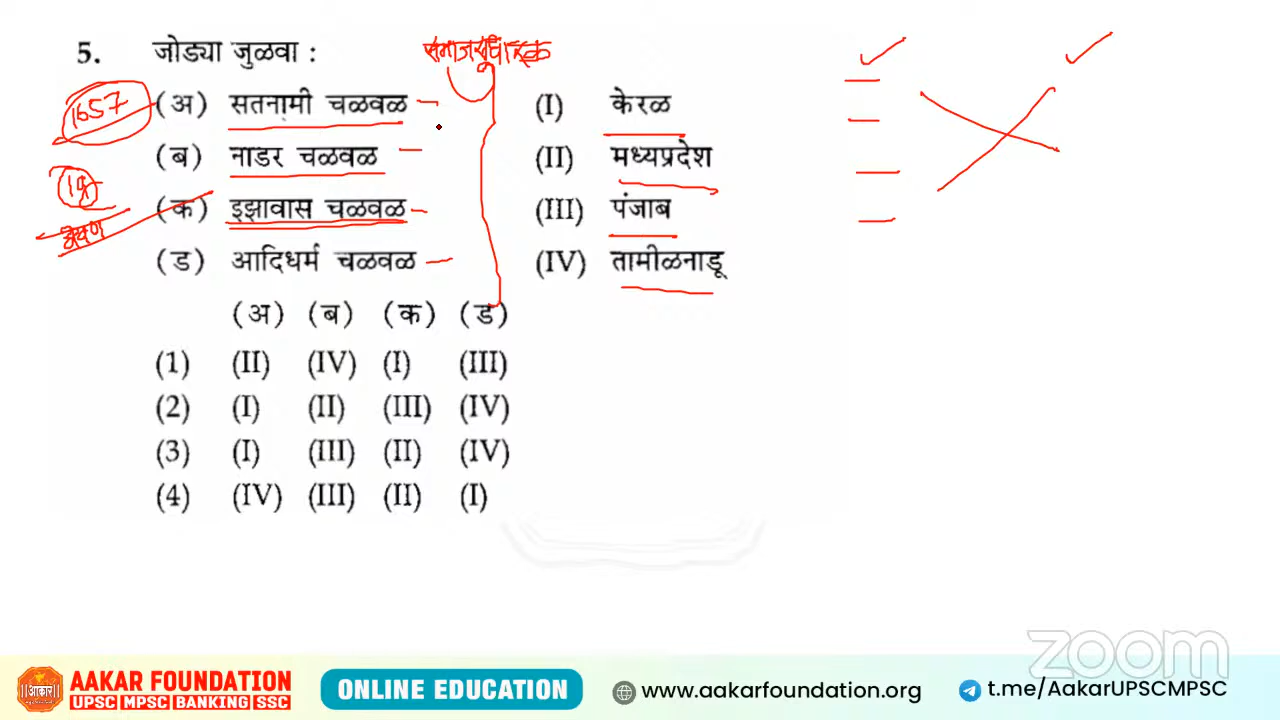 5. जोड्या जुळवा : समाजसुधारक
1657 (अ) सतनामी चळवळ (I) केरळ
(ब) नाडर चळवळ (II) मध्यप्रदेश
(क) इझावास चळवळ (III) पंजाब
(ड) आदिधर्म चळवळ (IV) तामीळनाडू
(अ) (ब) (क) (ड)
(1) (II) (IV) (I) (III)
(2) (I) (II) (III) (IV)
(3) (I) (III) (II) (IV)
(4) (IV) (III) (II) (I)
zoom
आकार
AAKAR FOUNDATION
UPSC MPSC BANKING SSC
ONLINE EDUCATION
www.aakarfoundation.org
t.me/AakarUPSCMPSC